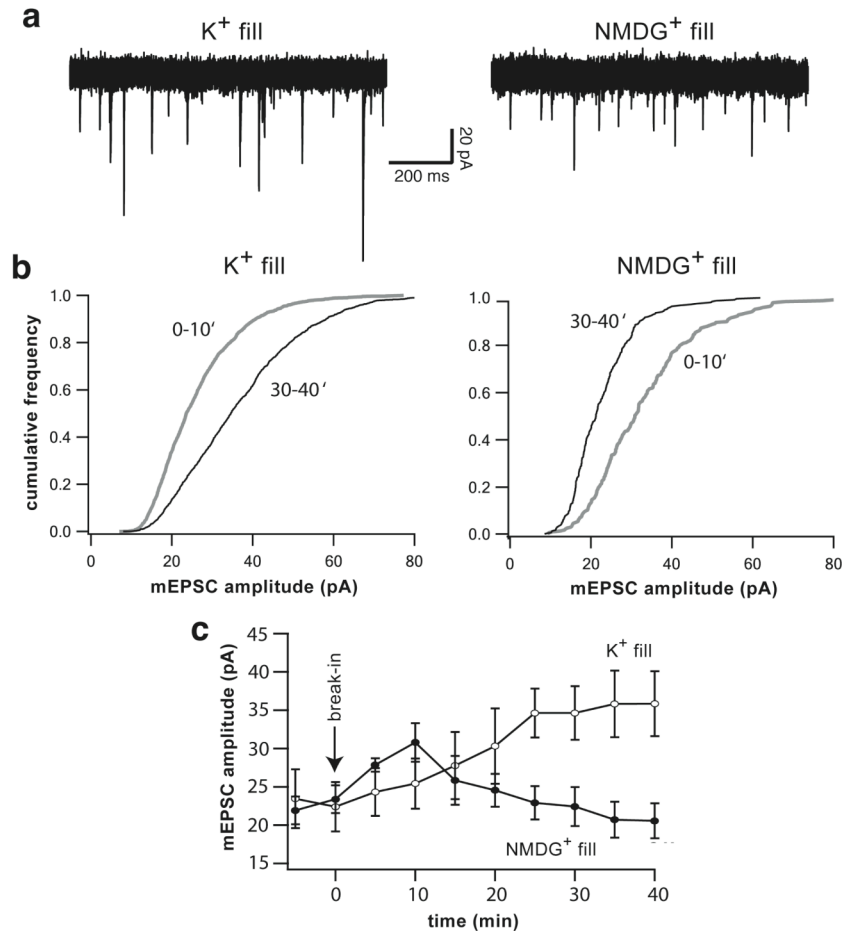 a
K+ fill
NMDG+ fill
20 pA
200 ms
b
K+ fill
NMDG+ fill
cumulative frequency
1.0
0.8
0.6
0.4
0.2
0.0
0-10‘
30-40‘
0
20
40
60
80
mEPSC amplitude (pA)
1.0
0.8
0.6
0.4
0.2
0.0
30-40‘
0-10‘
0
20
40
60
80
mEPSC amplitude (pA)
c
mEPSC amplitude (pA)
45
40
35
30
25
20
15
break-in
K+ fill
NMDG+ fill
0
10
20
30
40
time (min)